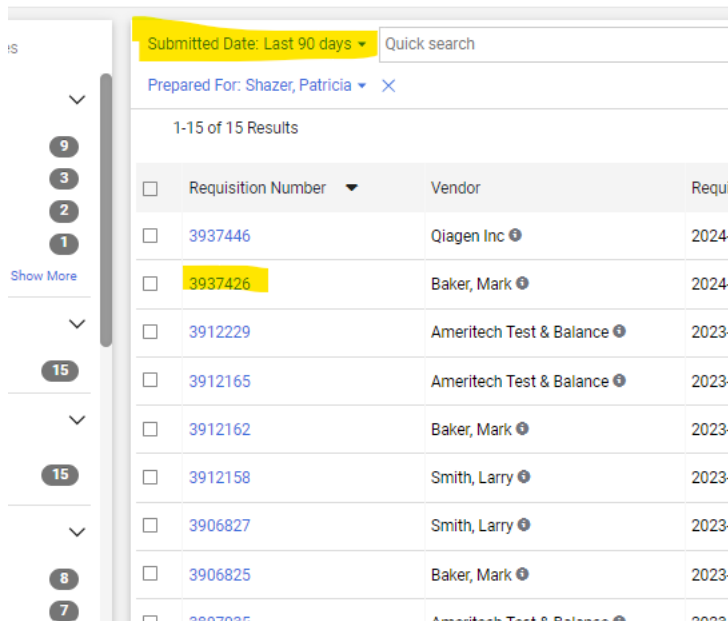 es
9
3
2
1
Show More
15
15
8
7
Submitted Date: Last 90 days Quick search
Prepared For: Shazer, Patricia
1-15 of 15 Results
Requisition Number Vendor Requi
3937446 Qiagen Inc 2024-
3937426 Baker, Mark 2024-
3912229 Ameritech Test & Balance 2023-
3912165 Ameritech Test & Balance 2023-
3912162 Baker, Mark 2023-
3912158 Smith, Larry 2023-
3906827 Smith, Larry 2023-
3906825 Baker, Mark 2023-